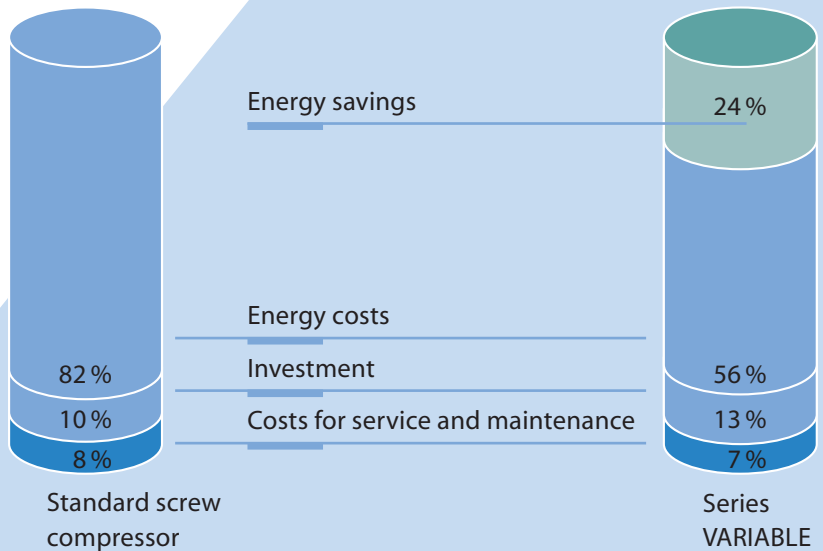 Energy savings
24 %
Energy costs
82 %
Investment
56 %
10 %
Costs for service and maintenance
13 %
8 %
7 %
Standard screw
compressor
Series
VARIABLE